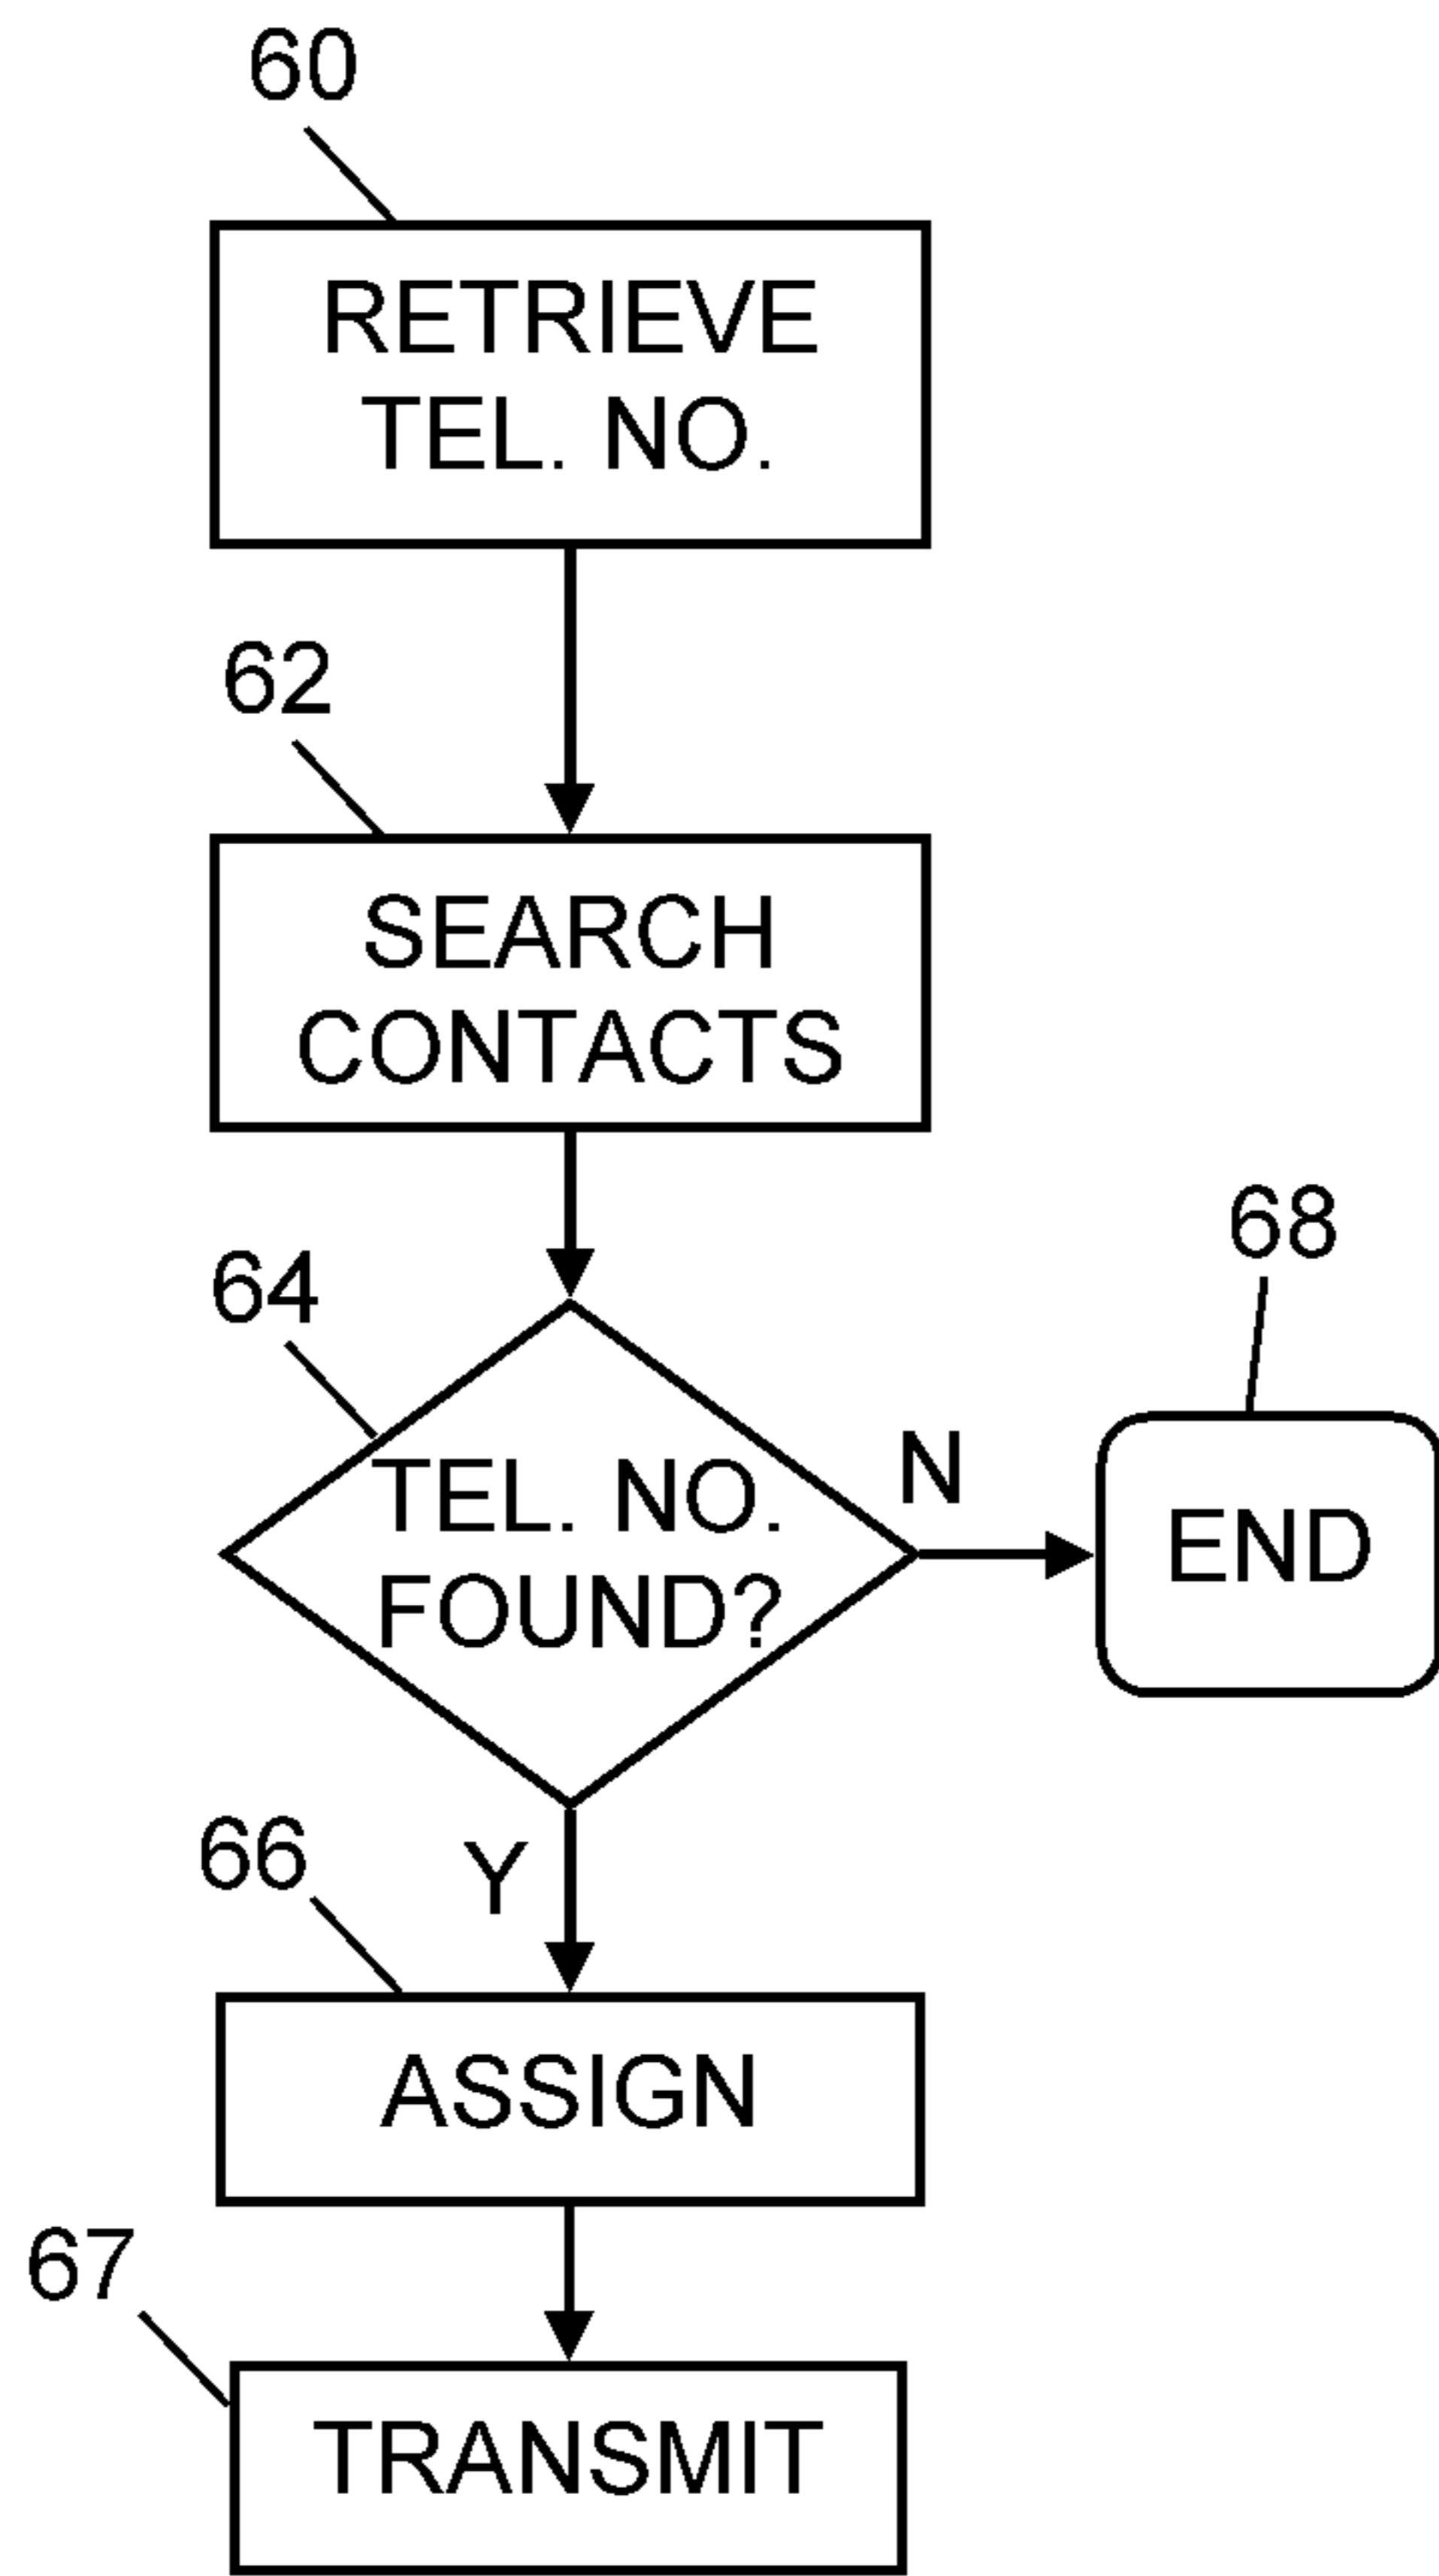 60
RETRIEVE
TEL. NO.
62
SEARCH
CONTACTS
64
TEL. NO.
FOUND?
N
68
END
Y
66
ASSIGN
67
TRANSMIT